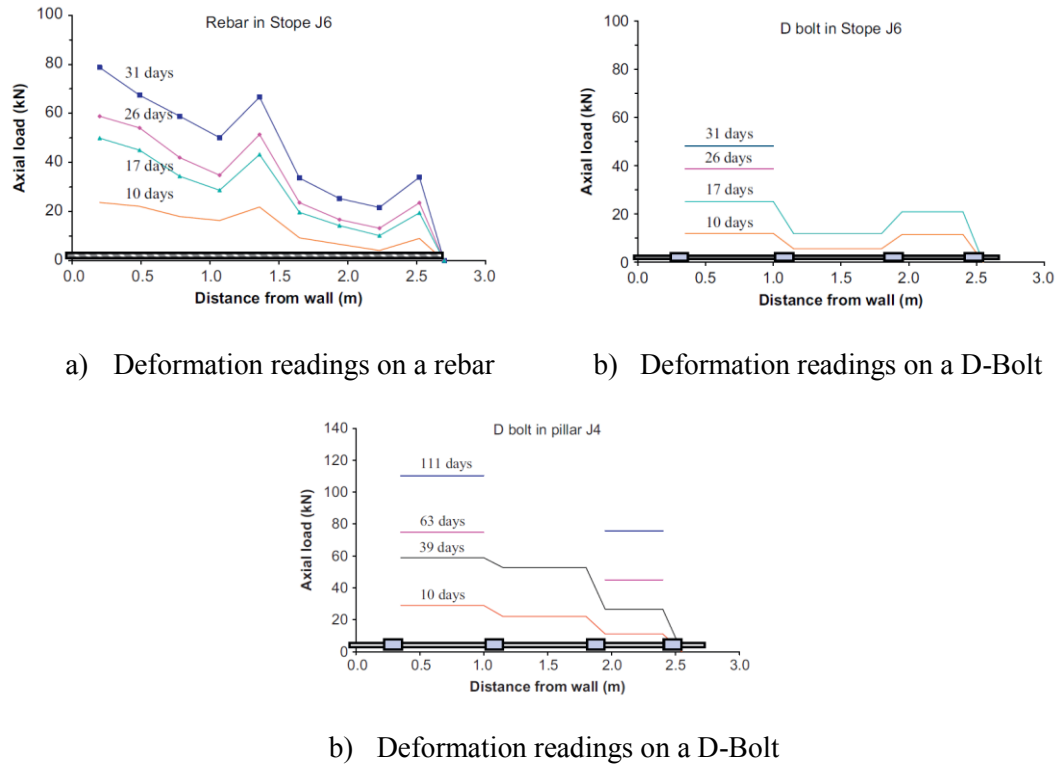 Rebar in Stope J6
Axial load (kN)
100
80
60
40
20
0
31 days
26 days
17 days
10 days
0 0.5 1.0 1.5 2.0 2.5 3.0
Distance from wall (m)
a) Deformation readings on a rebar
D bolt in Stope J6
Axial load (kN)
100
80
60
40
20
0
31 days
26 days
17 days
10 days
0.0 0.5 1.0 1.5 2.0 2.5 3.0
Distance from wall (m)
b) Deformation readings on a D-Bolt
D bolt in pillar J4
Axial load (kN)
140
120
100
80
60
40
20
0
111 days
63 days
39 days
10 days
0.0 0.5 1.0 1.5 2.0 2.5 3.0
Distance from wall (m)
b) Deformation readings on a D-Bolt